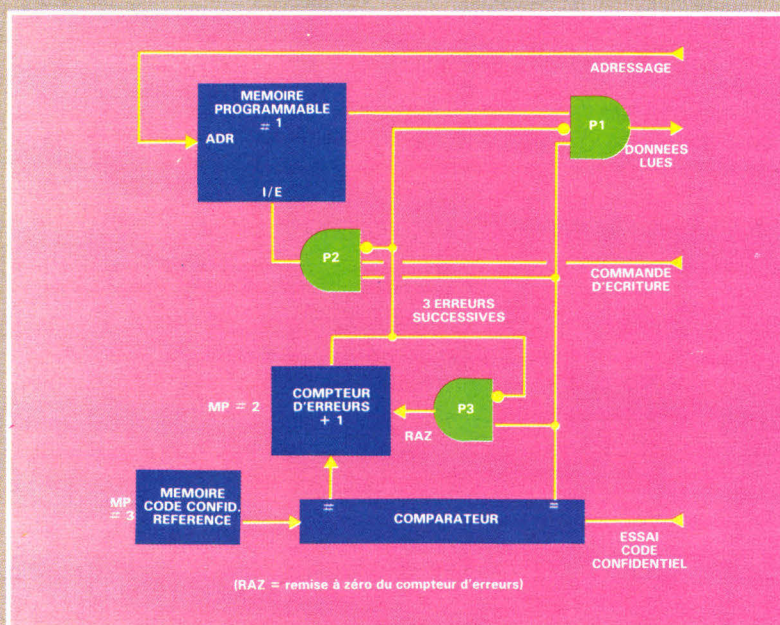 ADRESSAGE
MEMOIRE
PROGRAMMABLE
= 1
ADR
I/E
P1
DONNEES
LUES
P2
COMMANDE
D'ECRITURE
3 ERREURS
SUCCESSIVES
MP = 2
COMPTEUR
D'ERREURS
+ 1
P3
RAZ
MP
= 3
MEMOIRE
CODE CONFID.
REFERENCE
≠
COMPARATEUR
=
ESSAI
CODE
CONFIDENTIEL
(RAZ = remise à zéro du compteur d'erreurs)